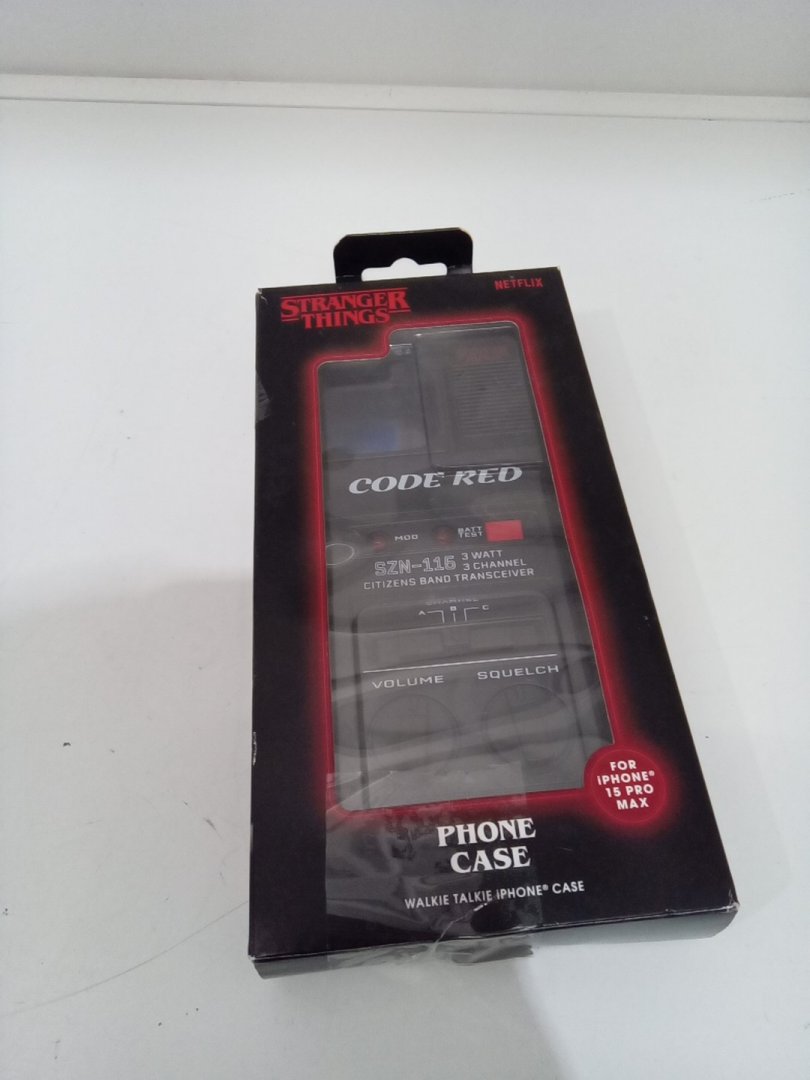 NETFLIX
STRANGER
THINGS
CODE RED
MOD
BATT
TEST
SZN-116
3 WATT
3 CHANNEL
CITIZENS BAND TRANSCEIVER
CHANNEL
A B C
VOLUME SQUELCH
FOR
iPHONE®
15 PRO
MAX
PHONE
CASE
WALKIE TALKIE iPHONE® CASE